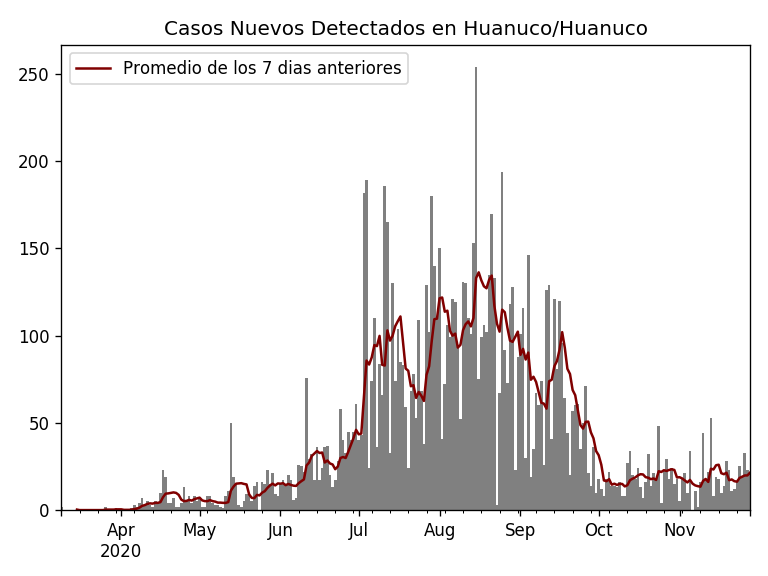 Casos Nuevos Detectados en Huanuco/Huanuco
Promedio de los 7 dias anteriores
250
200
150
100
50
0
Apr May Jun Jul Aug Sep Oct Nov
2020